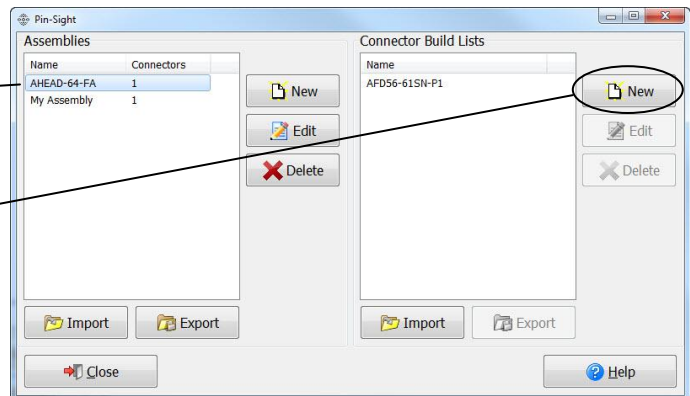 Pin-Sight
Assemblies
Name Connectors
AHEAD-64-FA 1
My Assembly 1
New
Edit
Delete
Import Export
Connector Build Lists
Name
AFD56-61SN-P1
New
Edit
Delete
Import Export
Close
Help